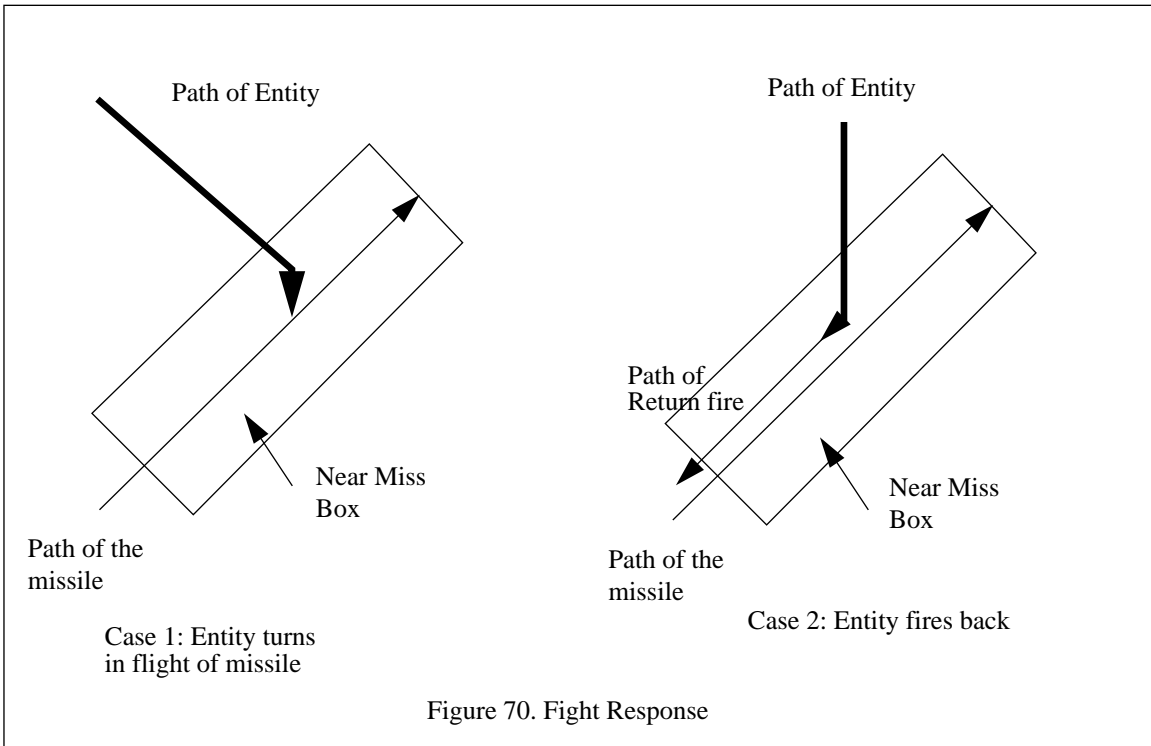 Path of Entity
Near Miss
Box
Path of the
missile
Case 1: Entity turns
in flight of missile
Path of Entity
Path of
Return fire
Near Miss
Box
Path of the
missile
Case 2: Entity fires back
Figure 70. Fight Response